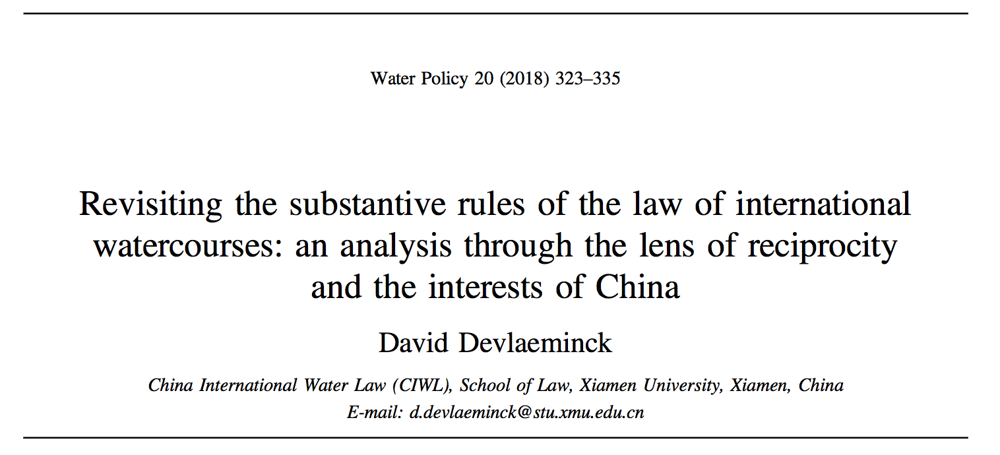 Water Policy 20 (2018) 323–335
Revisiting the substantive rules of the law of international
watercourses: an analysis through the lens of reciprocity
and the interests of China
David Devlaeminck
China International Water Law (CIWL), School of Law, Xiamen University, Xiamen, China
E-mail: d.devlaeminck@stu.xmu.edu.cn